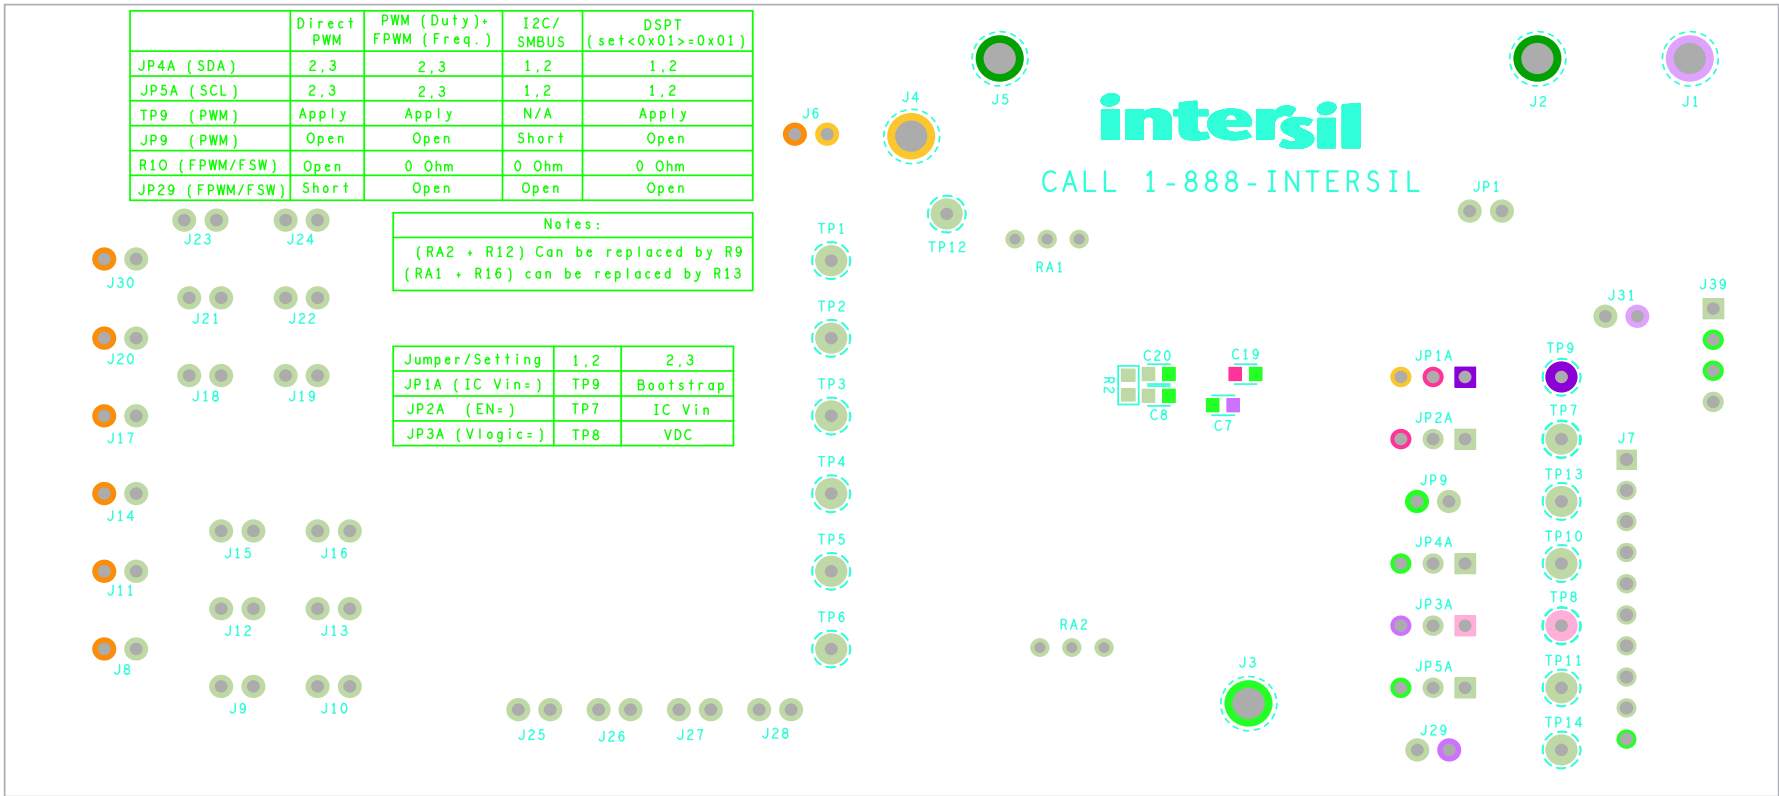 Direct PWM | PWM (Duty)+ FPWM (Freq.) | I2C/ SMBUS | DSPT (set<0x01>=0x01)
JP4A (SDA) 2,3 2,3 1,2 1,2
JP5A (SCL) 2,3 2,3 1,2 1,2
TP9 (PWM) Apply Apply N/A Apply
JP9 (PWM) Open Open Short Open
R10 (FPWM/FSW) Open 0 Ohm 0 Ohm 0 Ohm
JP29 (FPWM/FSW) Short Open Open Open
Notes:
(RA2 + R12) Can be replaced by R9
(RA1 + R16) can be replaced by R13
Jumper/Setting 1,2 2,3
JP1A (IC Vin=) TP9 Bootstrap
JP2A (EN=) TP7 IC Vin
JP3A (Vlogic=) TP8 VDC
J23
J24
J30
J21
J22
J20
J18
J19
J17
J14
J15
J16
J11
J12
J13
J8
J9
J10
J25
J26
J27
J28
J6
J4
J5
J2
J1
intersil
CALL 1-888-INTERSIL
TP12
RA1
JP1
TP1
TP2
TP3
TP4
TP5
TP6
J31
J39
R2
C20
C19
C8
C7
JP1A
TP9
JP2A
TP7
J7
JP9
TP13
JP4A
TP10
JP3A
TP8
RA2
J3
JP5A
TP11
J29
TP14